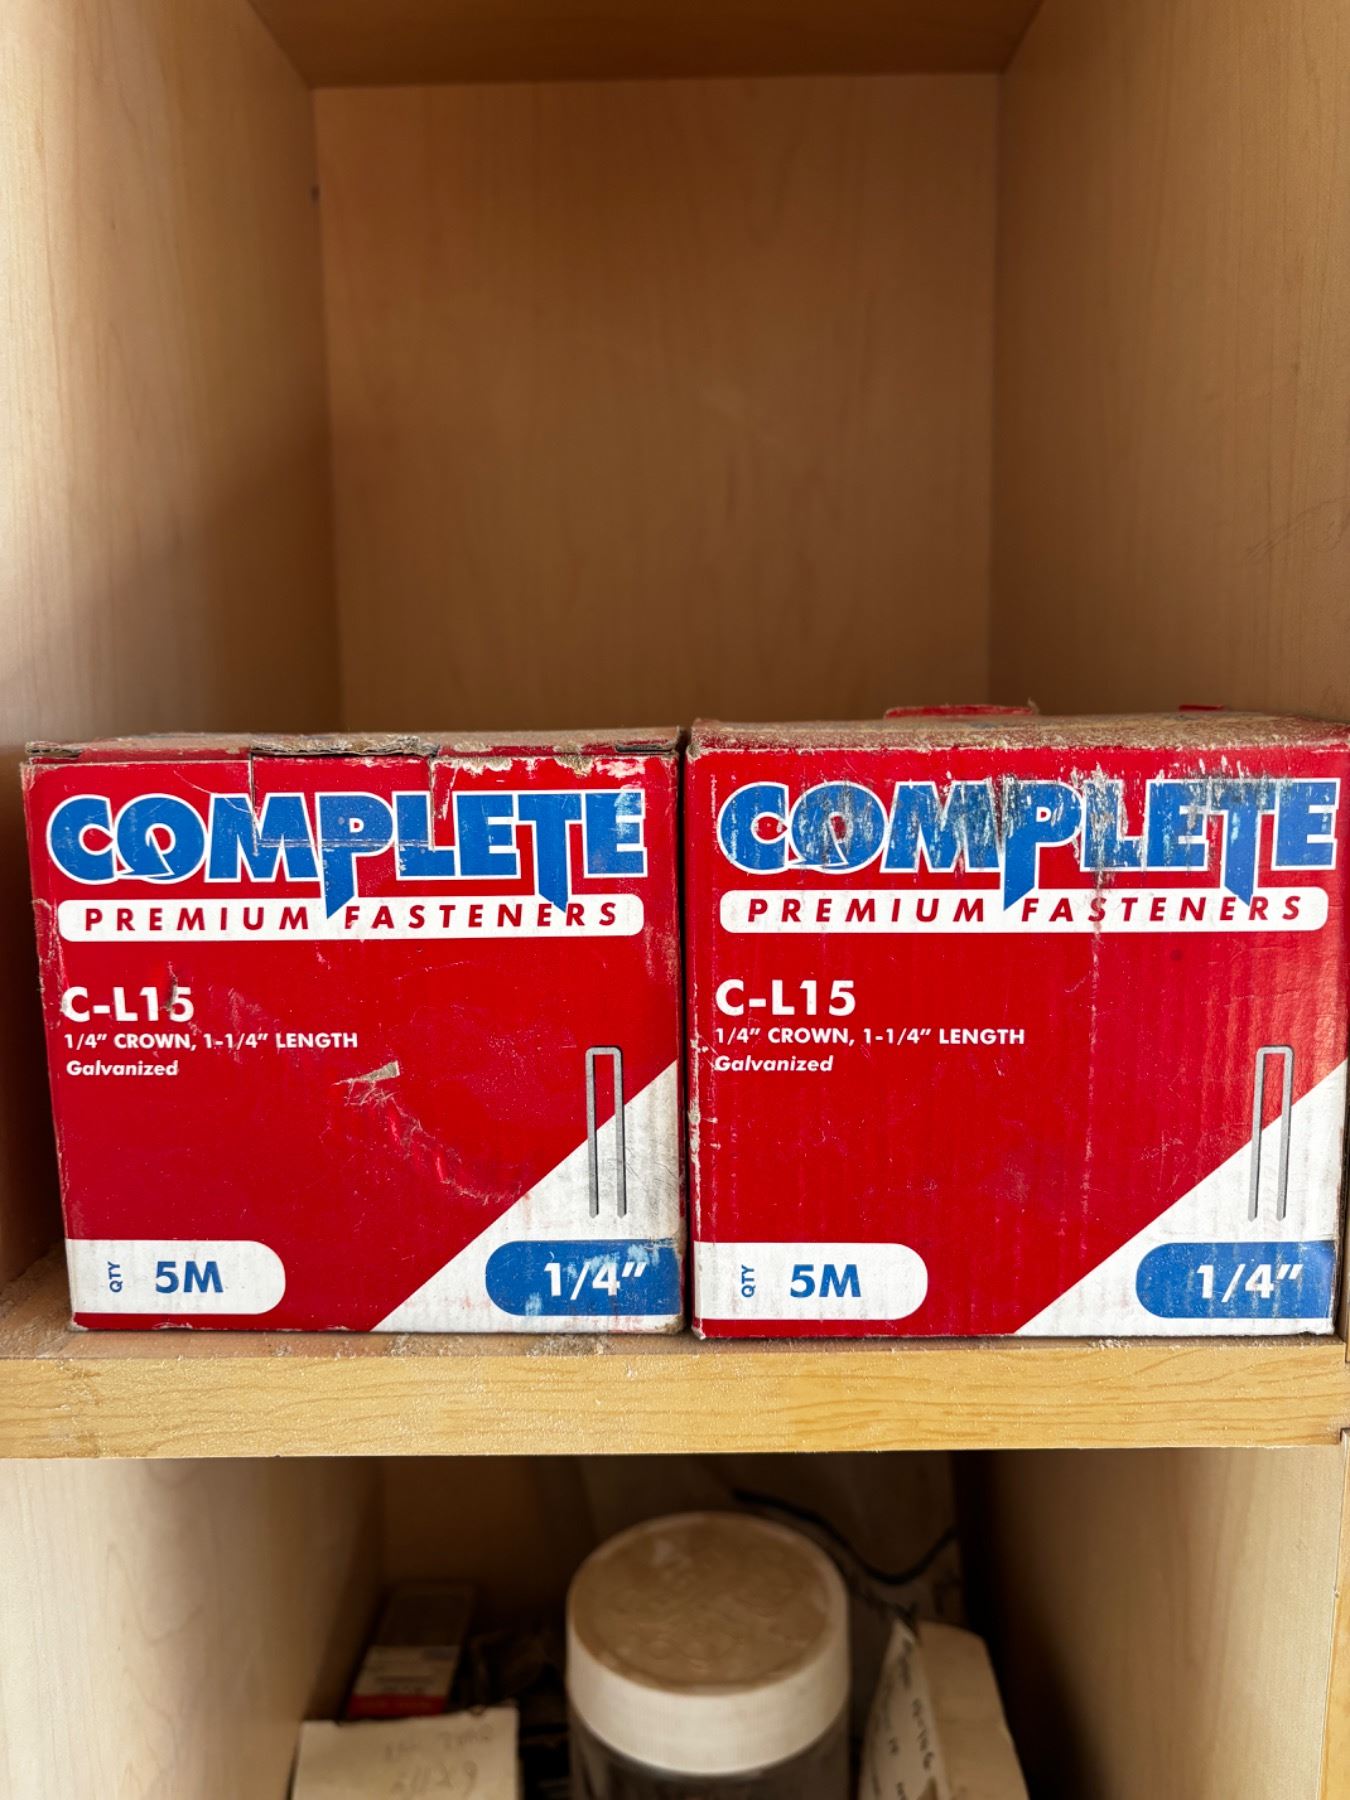 COMPLETE
PREMIUM FASTENERS
C-L15
1/4" CROWN, 1-1/4" LENGTH
Galvanized
QTY 5M
1/4"
COMPLETE
PREMIUM FASTENERS
C-L15
1/4" CROWN, 1-1/4" LENGTH
Galvanized
QTY 5M
1/4"